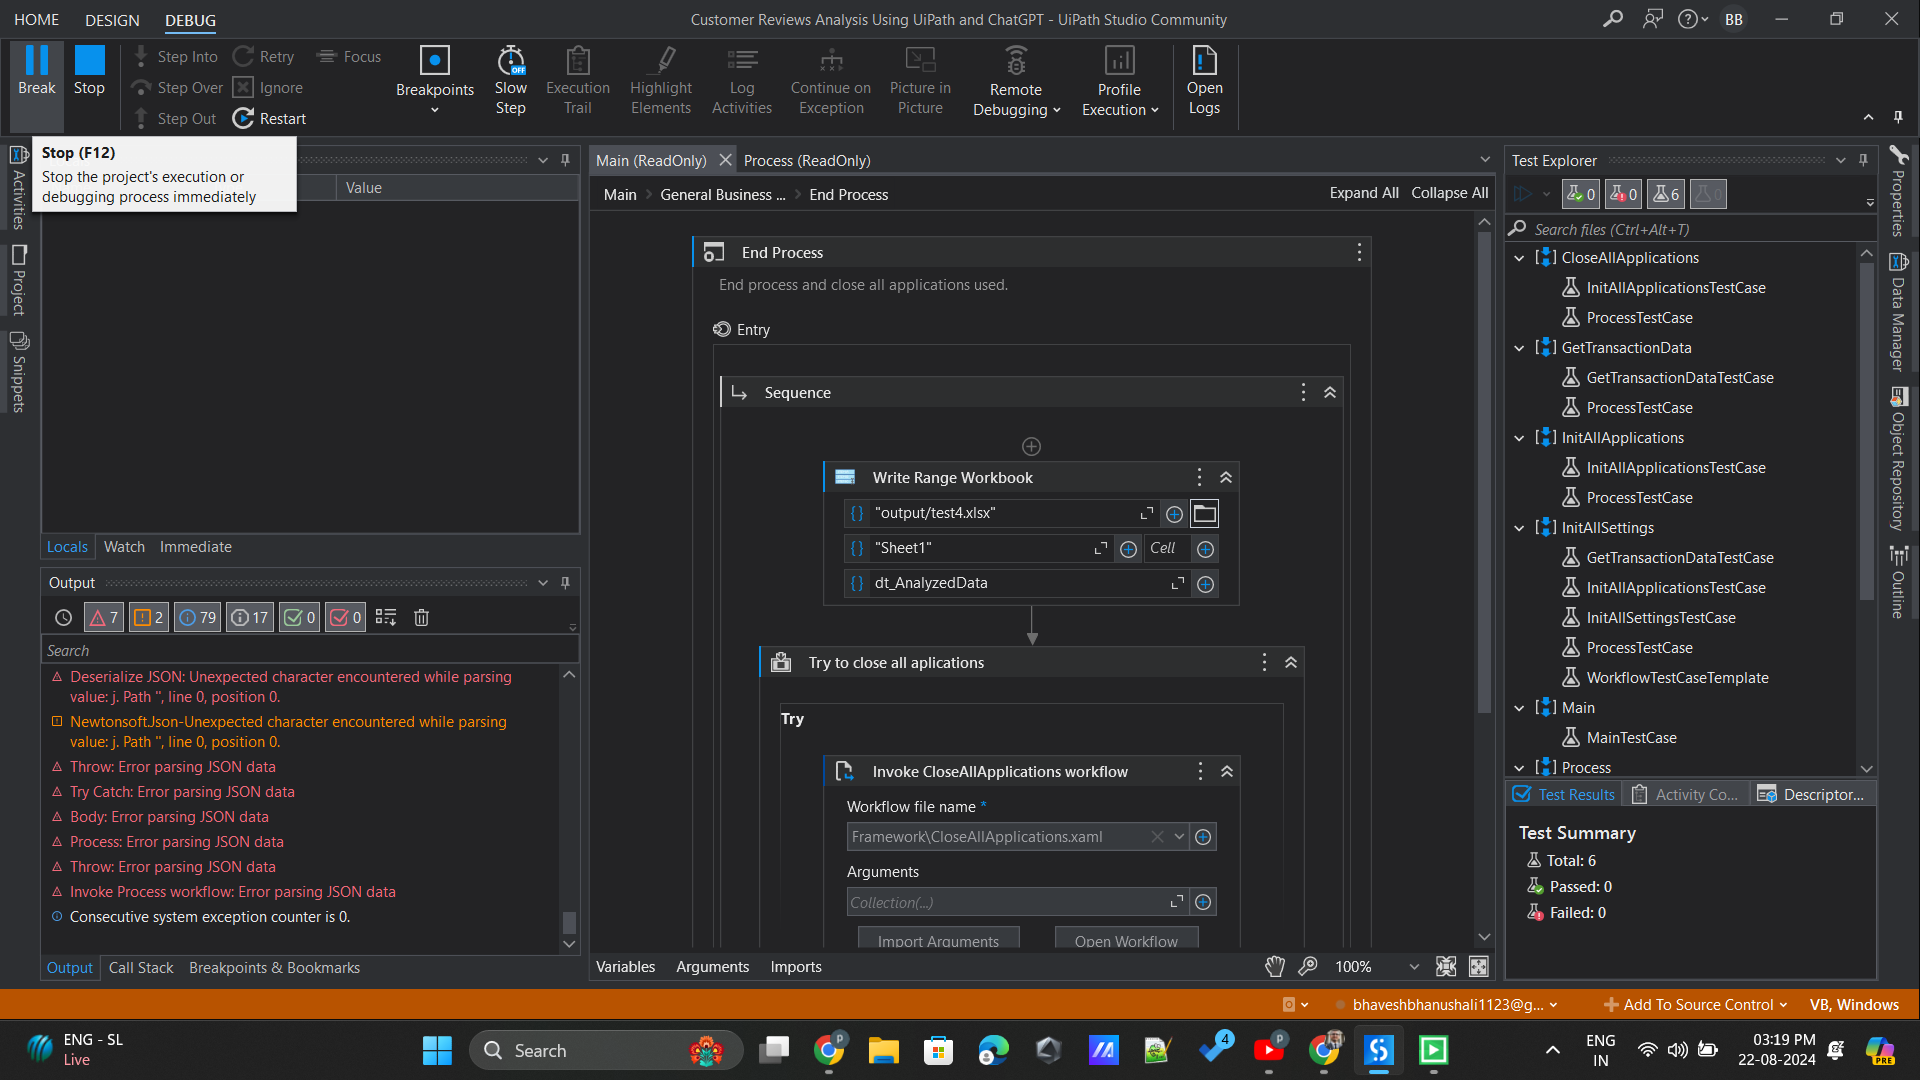 HOME
DESIGN
DEBUG
Customer Reviews Analysis Using UiPath and ChatGPT - UiPath Studio Community
BB
Break
Stop
Step Into
Step Over
Step Out
Retry
Ignore
Restart
Focus
Breakpoints
OFF
Slow
Step
Execution
Trail
Highlight
Elements
Log
Activities
Continue on
Exception
Picture in
Picture
Remote
Debugging
Profile
Execution
Open
Logs
Stop (F12)
Stop the project's execution or
debugging process immediately
Value
Activities
Project
Snippets
Locals
Watch
Immediate
Output
7
2
79
17
0
0
Search
Deserialize JSON: Unexpected character encountered while parsing
value: j. Path '', line 0, position 0.
NewtonsoftJson-Unexpected character encountered while parsing
value: j. Path '', line 0, position 0.
Throw: Error parsing JSON data
Try Catch: Error parsing JSON data
Body: Error parsing JSON data
Process: Error parsing JSON data
Throw: Error parsing JSON data
Invoke Process workflow: Error parsing JSON data
Consecutive system exception counter is 0.
Output
Call Stack
Breakpoints & Bookmarks
Main (ReadOnly)
Process (ReadOnly)
Main
General Business ...
End Process
Expand All
Collapse All
End Process
End process and close all applications used.
Entry
Sequence
Write Range Workbook
"output/test4.xlsx"
"Sheet1"
Cell
dt_AnalyzedData
Try to close all aplications
Try
Invoke CloseAllApplications workflow
Workflow file name *
Framework\CloseAllApplications.xaml
Arguments
Collection(...)
Import Arguments
Open Workflow
Variables
Arguments
Imports
100%
Test Explorer
0
0
6
0
Search files (Ctrl+Alt+T)
CloseAllApplications
InitAllApplicationsTestCase
ProcessTestCase
GetTransactionData
GetTransactionDataTestCase
ProcessTestCase
InitAllApplications
InitAllApplicationsTestCase
ProcessTestCase
InitAllSettings
GetTransactionDataTestCase
InitAllApplicationsTestCase
InitAllSettingsTestCase
ProcessTestCase
WorkflowTestCaseTemplate
Main
MainTestCase
Process
Test Results
Activity Co...
Descriptor...
Test Summary
Total: 6
Passed: 0
Failed: 0
Properties
Data Manager
Object Repository
Outline
bhaveshbhanushali1123@g...
Add To Source Control
VB, Windows
ENG - SL
Live
Search
P
4
P
ENG
IN
03:19 PM
22-08-2024
PRE